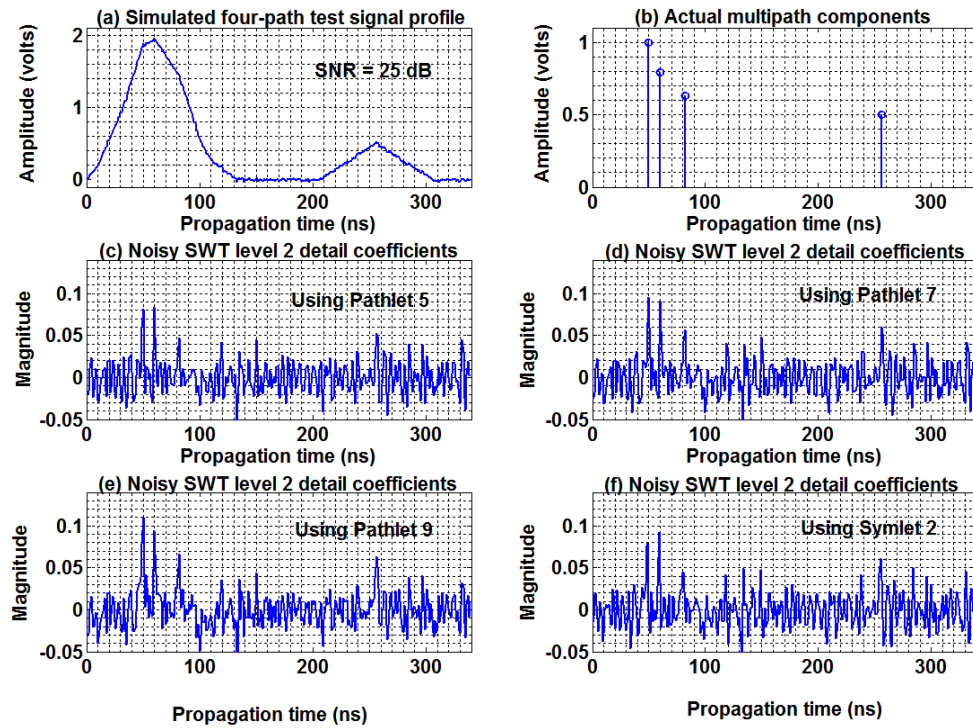 (a) Simulated four-path test signal profile
Amplitude (volts)
2
1
0
SNR = 25 dB
0 100 200 300
Propagation time (ns)
(b) Actual multipath components
Amplitude (volts)
1
0.5
0
0 100 200 300
Propagation time (ns)
(c) Noisy SWT level 2 detail coefficients
Magnitude
0.1
0.05
0
-0.05
Using Pathlet 5
0 100 200 300
Propagation time (ns)
(d) Noisy SWT level 2 detail coefficients
Magnitude
0.1
0.05
0
-0.05
Using Pathlet 7
0 100 200 300
Propagation time (ns)
(e) Noisy SWT level 2 detail coefficients
Magnitude
0.1
0.05
0
-0.05
Using Pathlet 9
0 100 200 300
Propagation time (ns)
(f) Noisy SWT level 2 detail coefficients
Magnitude
0.1
0.05
0
-0.05
Using Symlet 2
0 100 200 300
Propagation time (ns)